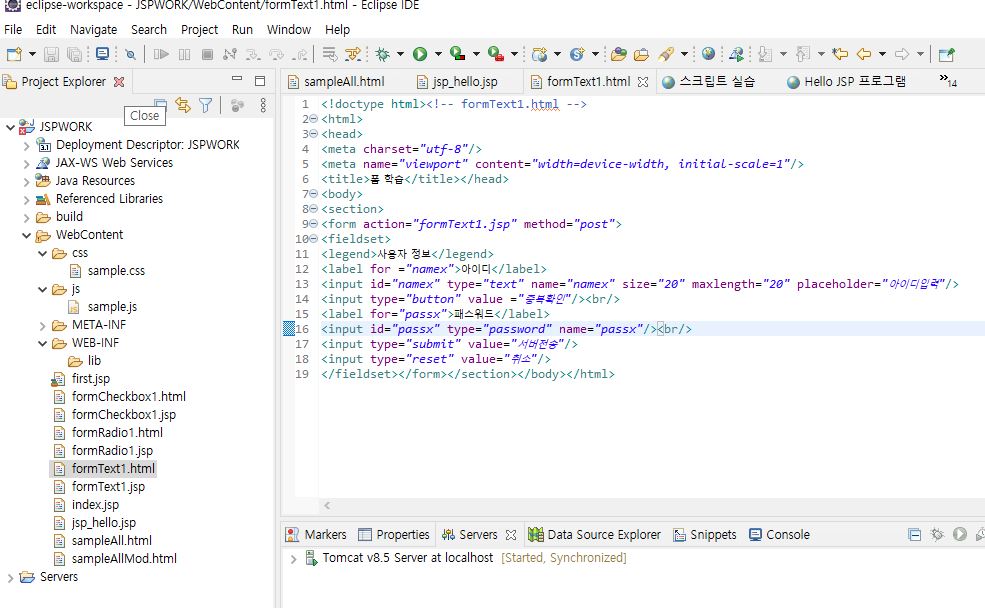 eclipse-workspace - JSPWORK/WebContent/formText1.html - Eclipse IDE
File Edit Navigate Search Project Run Window Help
Project Explorer
Close
JSPWORK
Deployment Descriptor: JSPWORK
JAX-WS Web Services
Java Resources
Referenced Libraries
build
WebContent
css
sample.css
js
sample.js
META-INF
WEB-INF
lib
first.jsp
formCheckbox1.html
formCheckbox1.jsp
formRadio1.html
formRadio1.jsp
formText1.html
formText1.jsp
index.jsp
jsp_hello.jsp
sampleAll.html
sampleAllMod.html
Servers
sampleAll.html jsp_hello.jsp formText1.html 스크립트 실습 Hello JSP 프로그램 »14
1 <!doctype html><!-- formText1.html -->
2 <html>
3 <head>
4 <meta charset="utf-8"/>
5 <meta name="viewport" content="width=device-width, initial-scale=1"/>
6 <title>폼 학습</title></head>
7 <body>
8 <section>
9 <form action="formText1.jsp" method="post">
10 <fieldset>
11 <legend>사용자 정보</legend>
12 <label for ="namex">아이디</label>
13 <input id="namex" type="text" name="namex" size="20" maxlength="20" placeholder="아이디입력"/>
14 <input type="button" value ="중복확인"/><br/>
15 <label for="passx">패스워드</label>
16 <input id="passx" type="password" name="passx"/><br/>
17 <input type="submit" value="서버전송"/>
18 <input type="reset" value="취소"/>
19 </fieldset></form></section></body></html>
Markers Properties Servers Data Source Explorer Snippets Console
Tomcat v8.5 Server at localhost [Started, Synchronized]